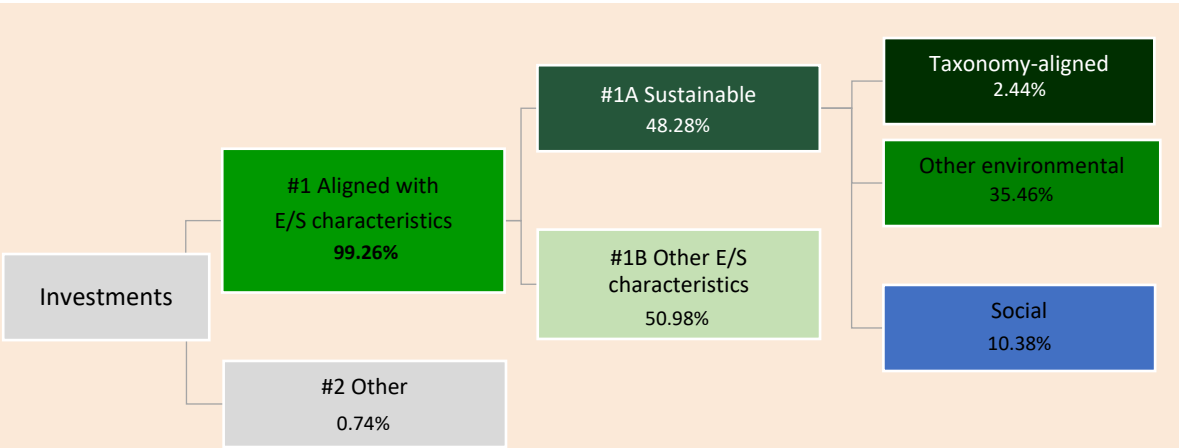 Investments
#1 Aligned with
E/S characteristics
99.26%
#2 Other
0.74%
#1A Sustainable
48.28%
#1B Other E/S
characteristics
50.98%
Taxonomy-aligned
2.44%
Other environmental
35.46%
Social
10.38%